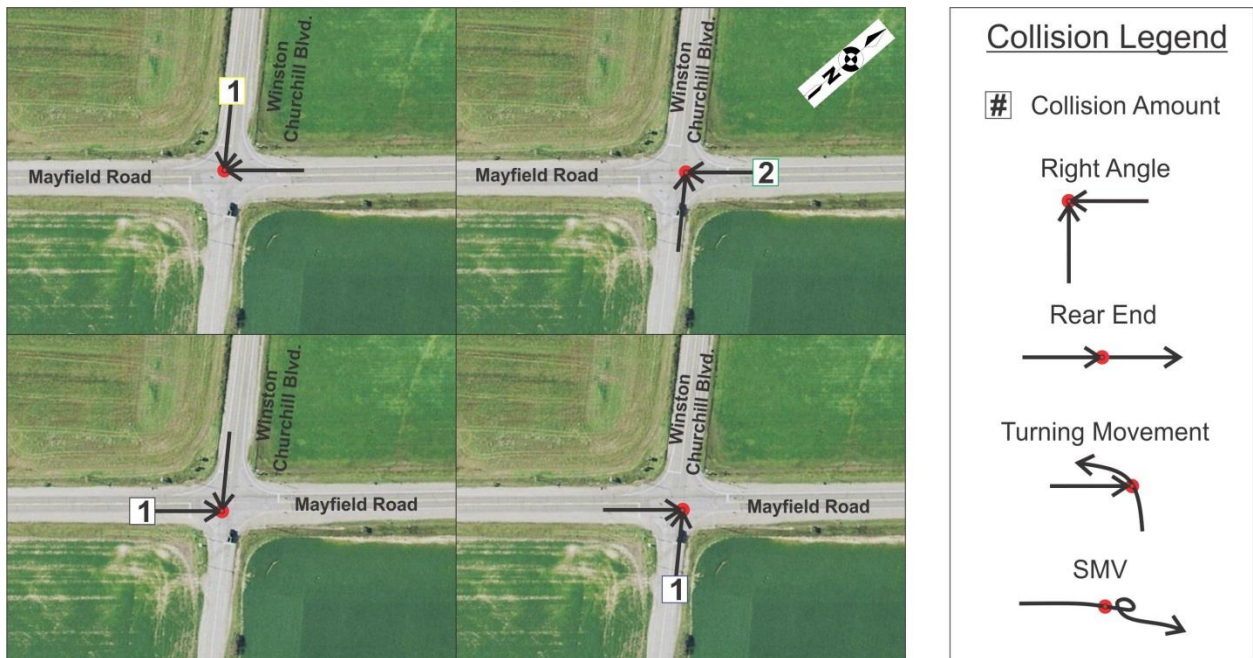 1
Winston
Churchill Blvd.
Mayfield Road
Winston
Churchill Blvd.
N
Mayfield Road
2
Winston
Churchill Blvd.
1
Mayfield Road
Winston
Churchill Blvd.
Mayfield Road
1
Collision Legend
# Collision Amount
Right Angle
Rear End
Turning Movement
SMV